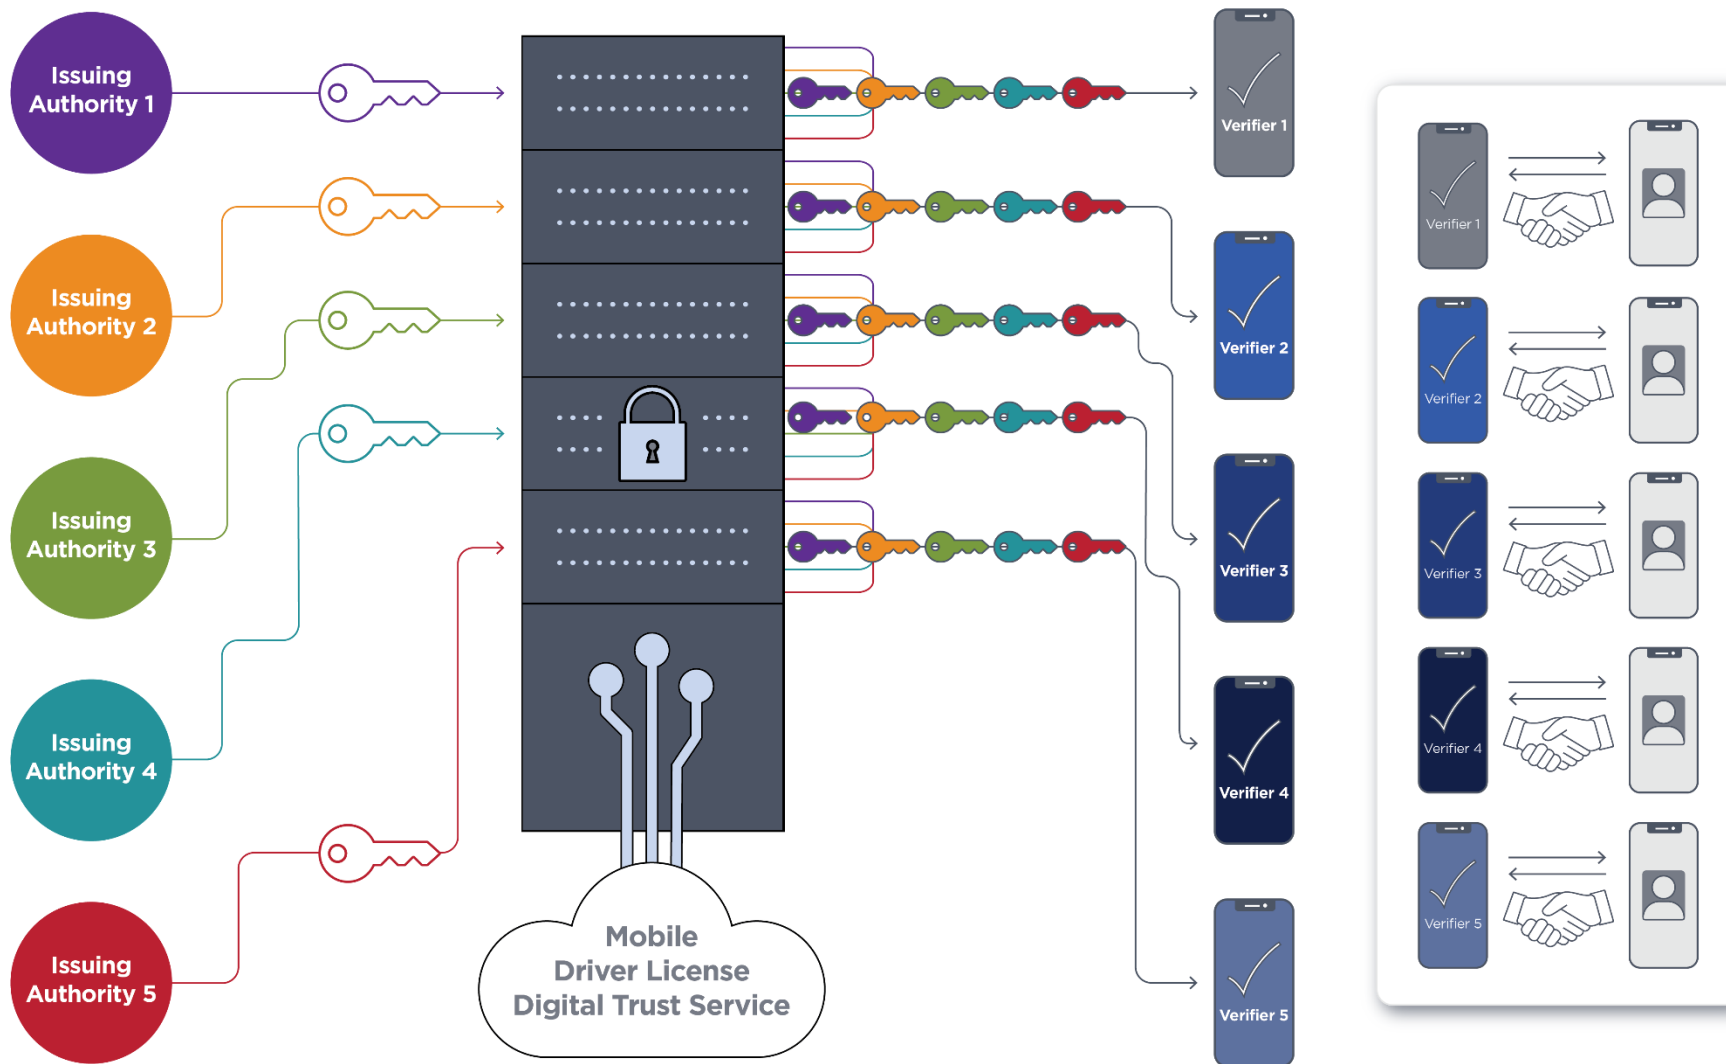 Issuing
Authority 1
Issuing
Authority 2
Issuing
Authority 3
Issuing
Authority 4
Issuing
Authority 5
Mobile
Driver License
Digital Trust Service
Verifier 1
Verifier 2
Verifier 3
Verifier 4
Verifier 5
Verifier 1
Verifier 2
Verifier 3
Verifier 4
Verifier 5